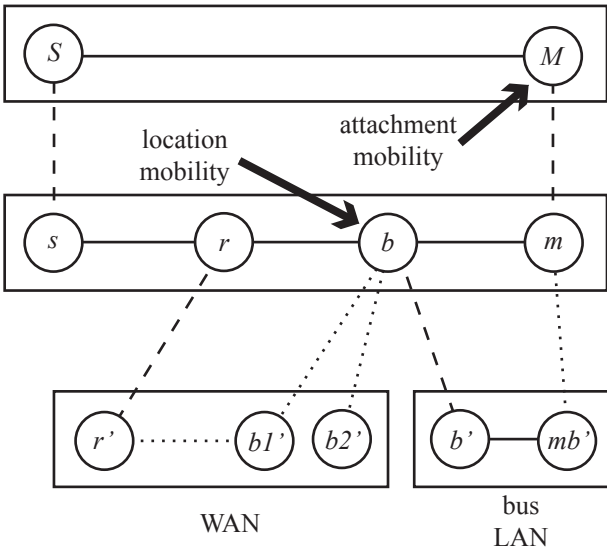 S
M
location
mobility
attachment
mobility
s
r
b
m
r’
b1’
b2’
b’
mb’
WAN
bus
LAN